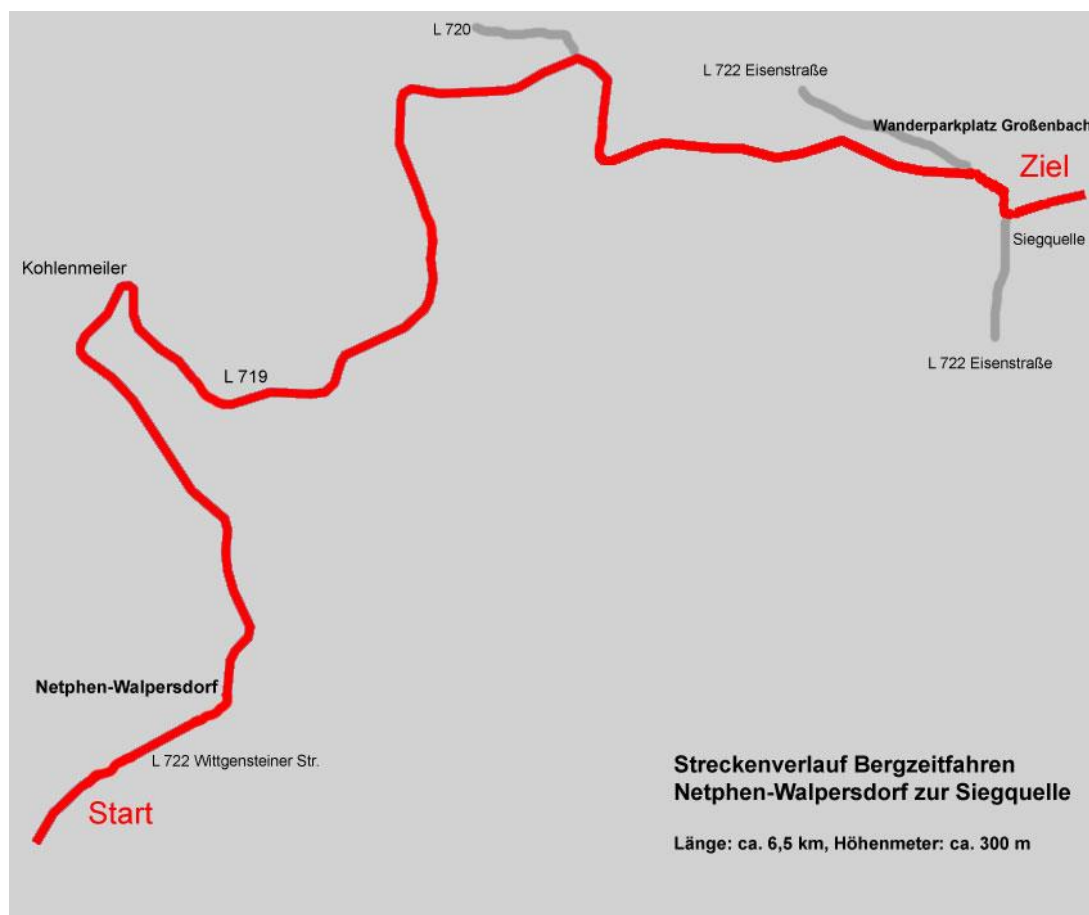 L 720
L 722 Eisenstraße
Wanderparkplatz Großenbach
Ziel
Siegquelle
Kohlenmeiler
L 722 Eisenstraße
L 719
Netphen-Walpersdorf
L 722 Wittgensteiner Str.
Start
Streckenverlauf Bergzeitfahren
Netphen-Walpersdorf zur Siegquelle
Länge: ca. 6,5 km, Höhenmeter: ca. 300 m